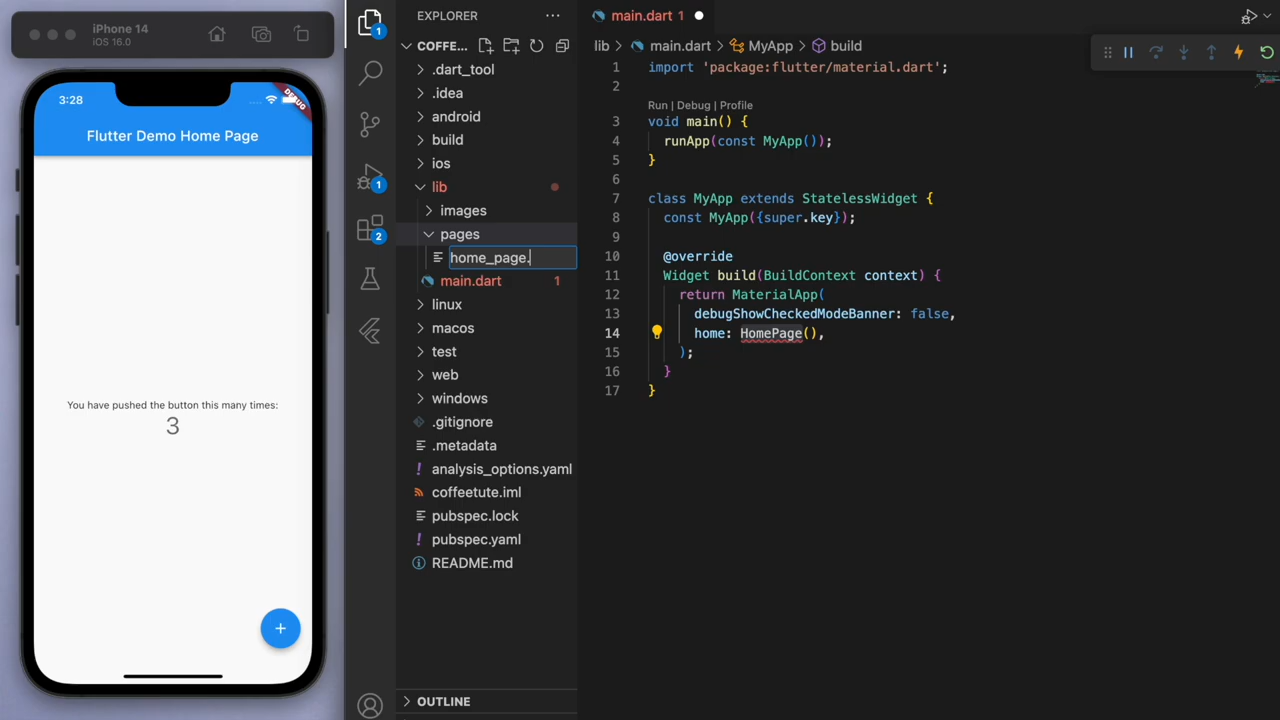 iPhone 14
iOS 16.0
3:28
DEBUG
Flutter Demo Home Page
You have pushed the button this many times:
3
+
1
1
2
EXPLORER
COFFE...
.dart_tool
.idea
android
build
ios
lib
images
pages
home_page.
main.dart 1
linux
macos
test
web
windows
.gitignore
.metadata
! analysis_options.yaml
coffeetute.iml
pubspec.lock
! pubspec.yaml
README.md
OUTLINE
main.dart 1
lib > main.dart > MyApp > build
1 import 'package:flutter/material.dart';
2
Run | Debug | Profile
3 void main() {
4 runApp(const MyApp());
5 }
6
7 class MyApp extends StatelessWidget {
8 const MyApp({super.key});
9
10 @override
11 Widget build(BuildContext context) {
12 return MaterialApp(
13 debugShowCheckedModeBanner: false,
14 home: HomePage(),
15 );
16 }
17 }